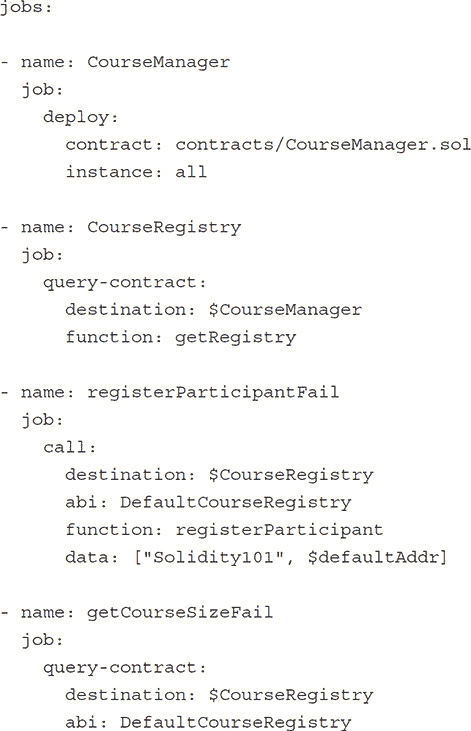 jobs:

- name: CourseManager
  job:
    deploy:
      contract: contracts/CourseManager.sol
      instance: all

- name: CourseRegistry
  job:
    query-contract:
      destination: $CourseManager
      function: getRegistry

- name: registerParticipantFail
  job:
    call:
      destination: $CourseRegistry
      abi: DefaultCourseRegistry
      function: registerParticipant
      data: ["Solidity101", $defaultAddr]

- name: getCourseSizeFail
  job:
    query-contract:
      destination: $CourseRegistry
      abi: DefaultCourseRegistry